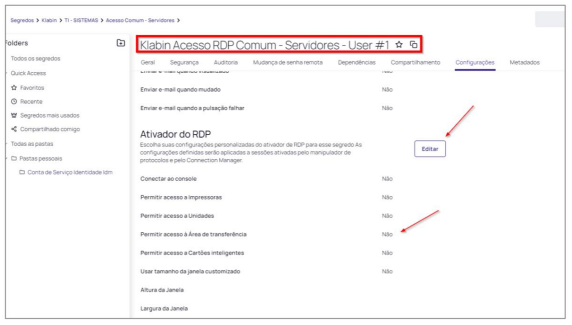 Segredos > Klabin > TI - SISTEMAS > Acesso Comum - Servidores >
Folders
Todos os segredos
Quick Access
Favoritos
Recente
Segredos mais usados
Compartilhado comigo
Todas as pastas
Pastas pessoais
Conta de Serviço Identidade Idm
Klabin Acesso RDP Comum - Servidores - User #1
Geral Segurança Auditoria Mudança de senha remota Dependências Compartilhamento Configurações Metadados
Enviar e-mail quando visualizado Não
Enviar e-mail quando mudado Não
Enviar e-mail quando a pulsação falhar Não
Ativador do RDP
Escolha suas configurações personalizadas do ativador de RDP para esse segredo As
configurações definidas serão aplicadas a sessões ativadas pelo manipulador de
protocolos e pelo Connection Manager
Editar
Conectar ao console Não
Permitir acesso a Impressoras Não
Permitir acesso a Unidades Não
Permitir acesso à Área de transferência Não
Permitir acesso a Cartões inteligentes Não
Usar tamanho da janela customizado Não
Altura da Janela
Largura da Janela